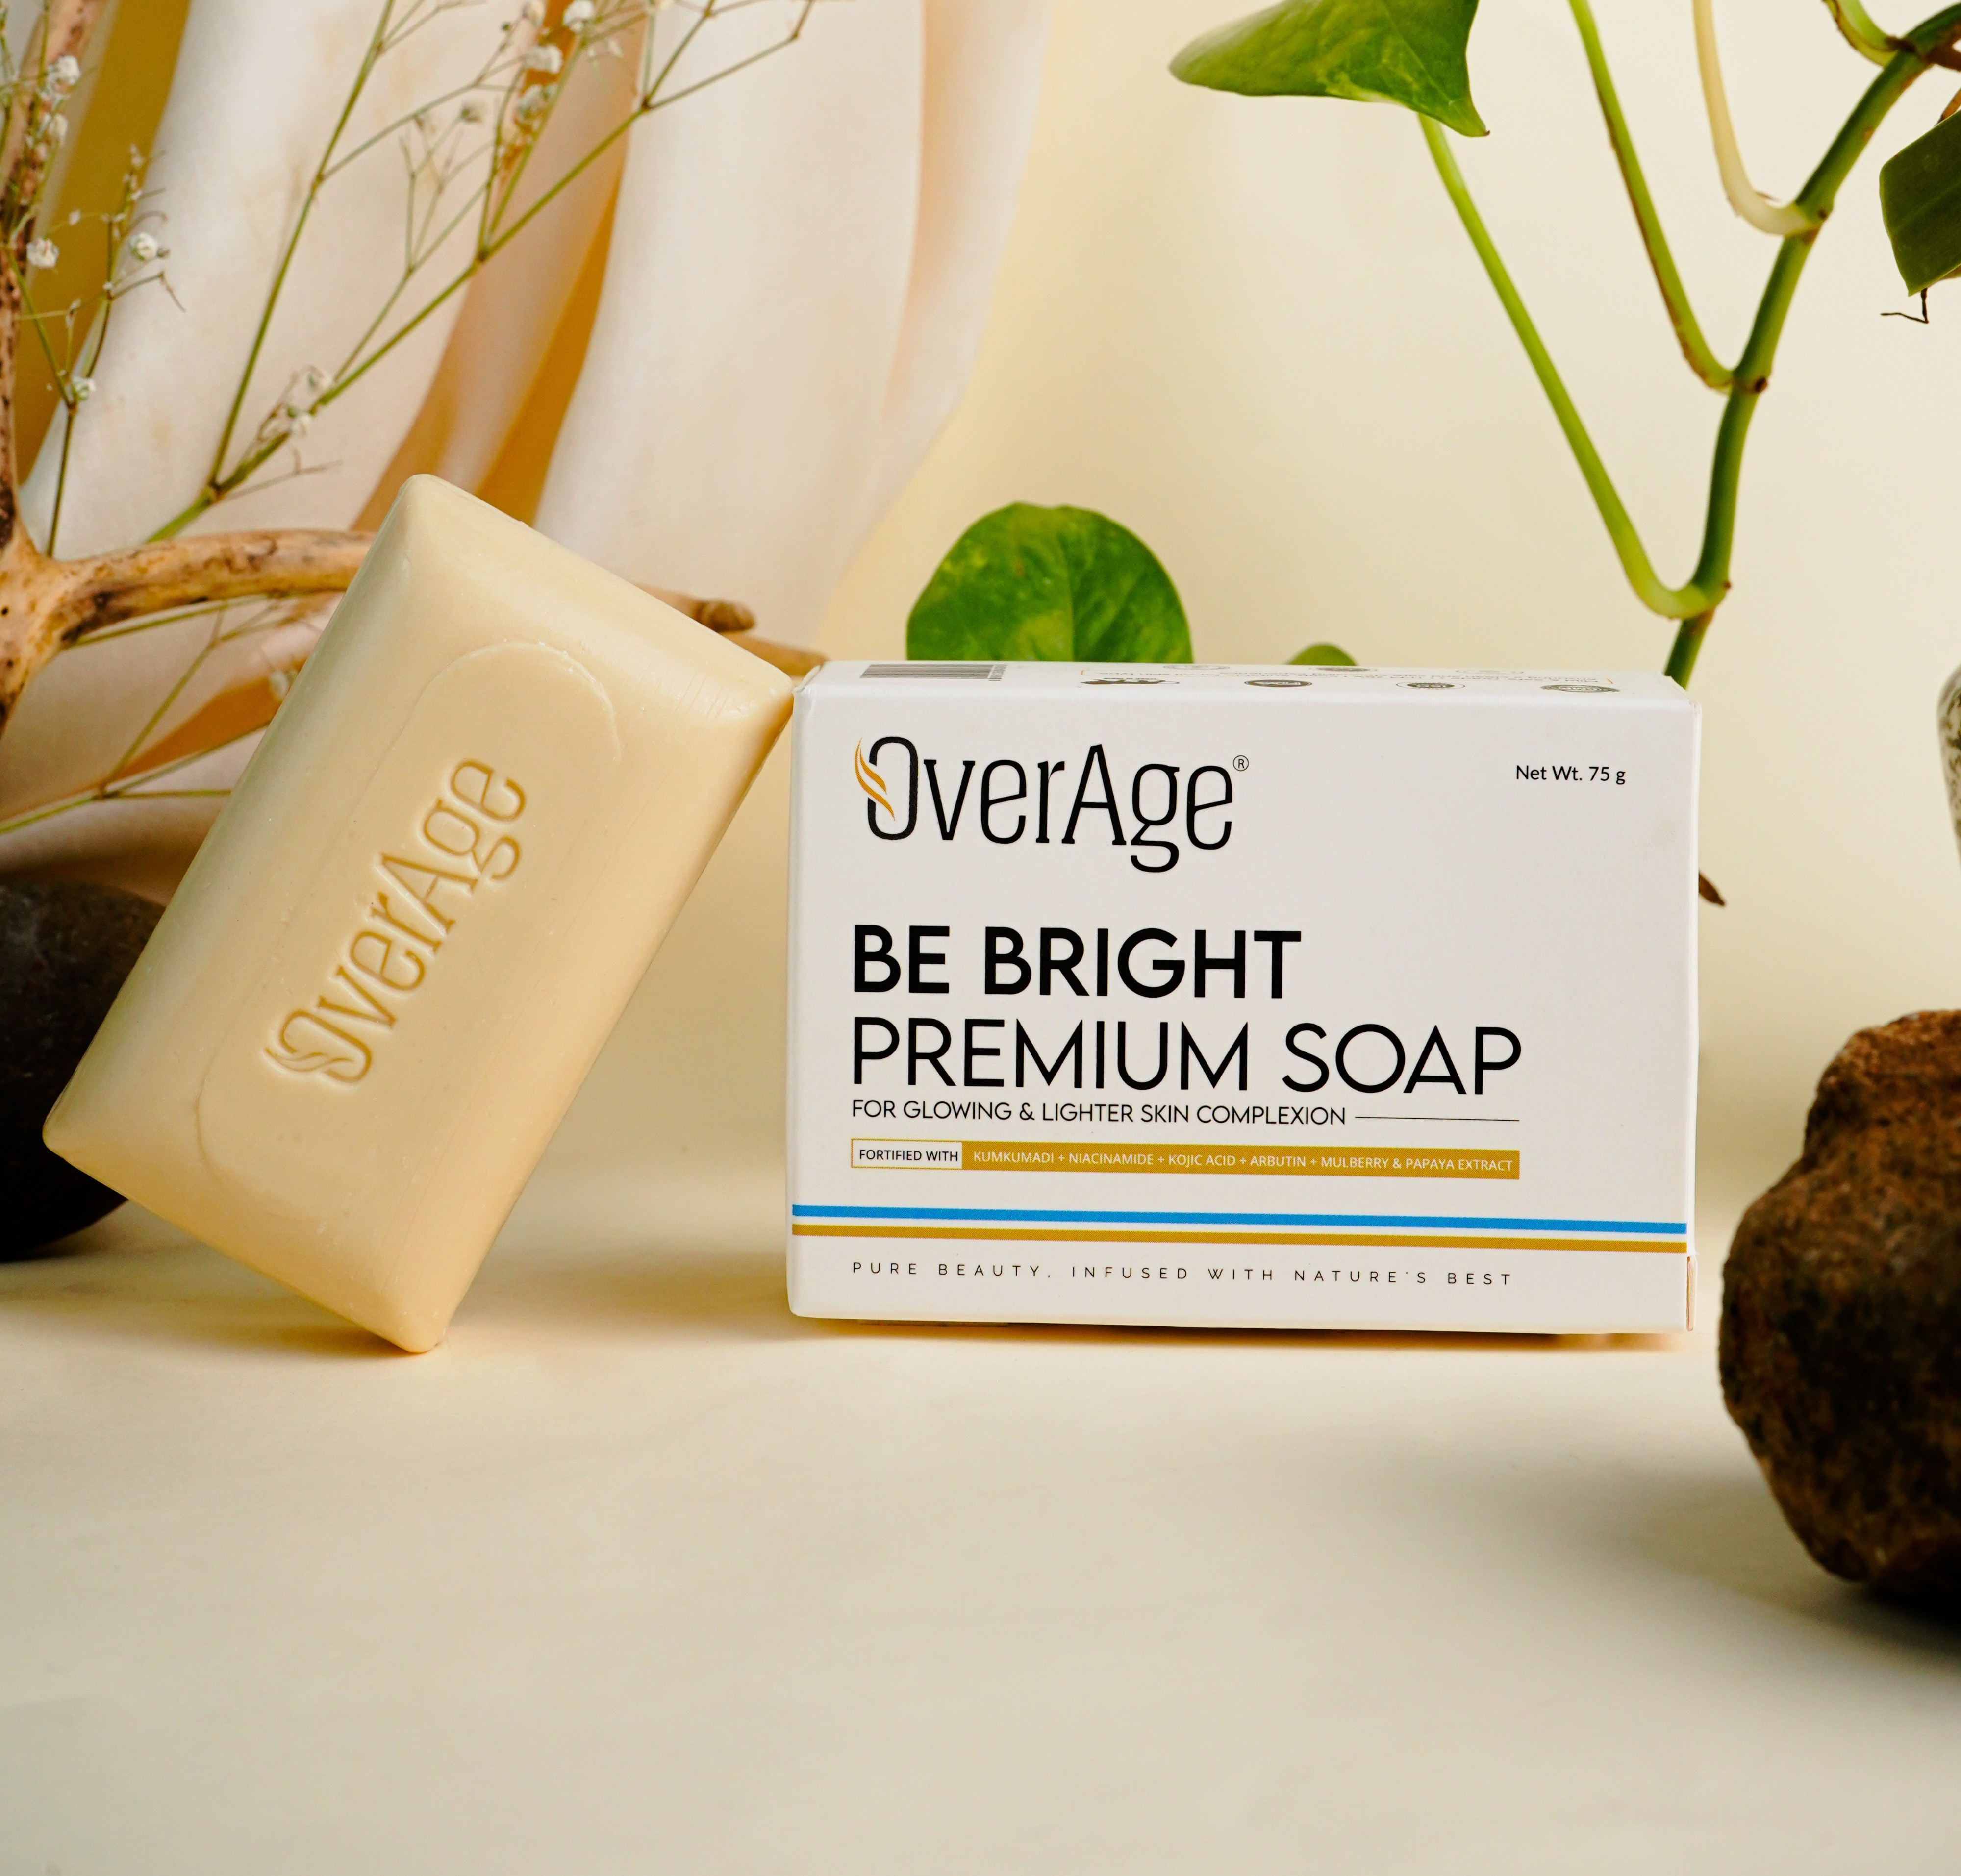 OverAge
OverAge®
Net Wt. 75 g
BE BRIGHT
PREMIUM SOAP
FOR GLOWING & LIGHTER SKIN COMPLEXION
FORTIFIED WITH KUMKUMADI + NIACINAMIDE + KOJIC ACID + ARBUTIN + MULBERRY & PAPAYA EXTRACT
PURE BEAUTY, INFUSED WITH NATURE'S BEST